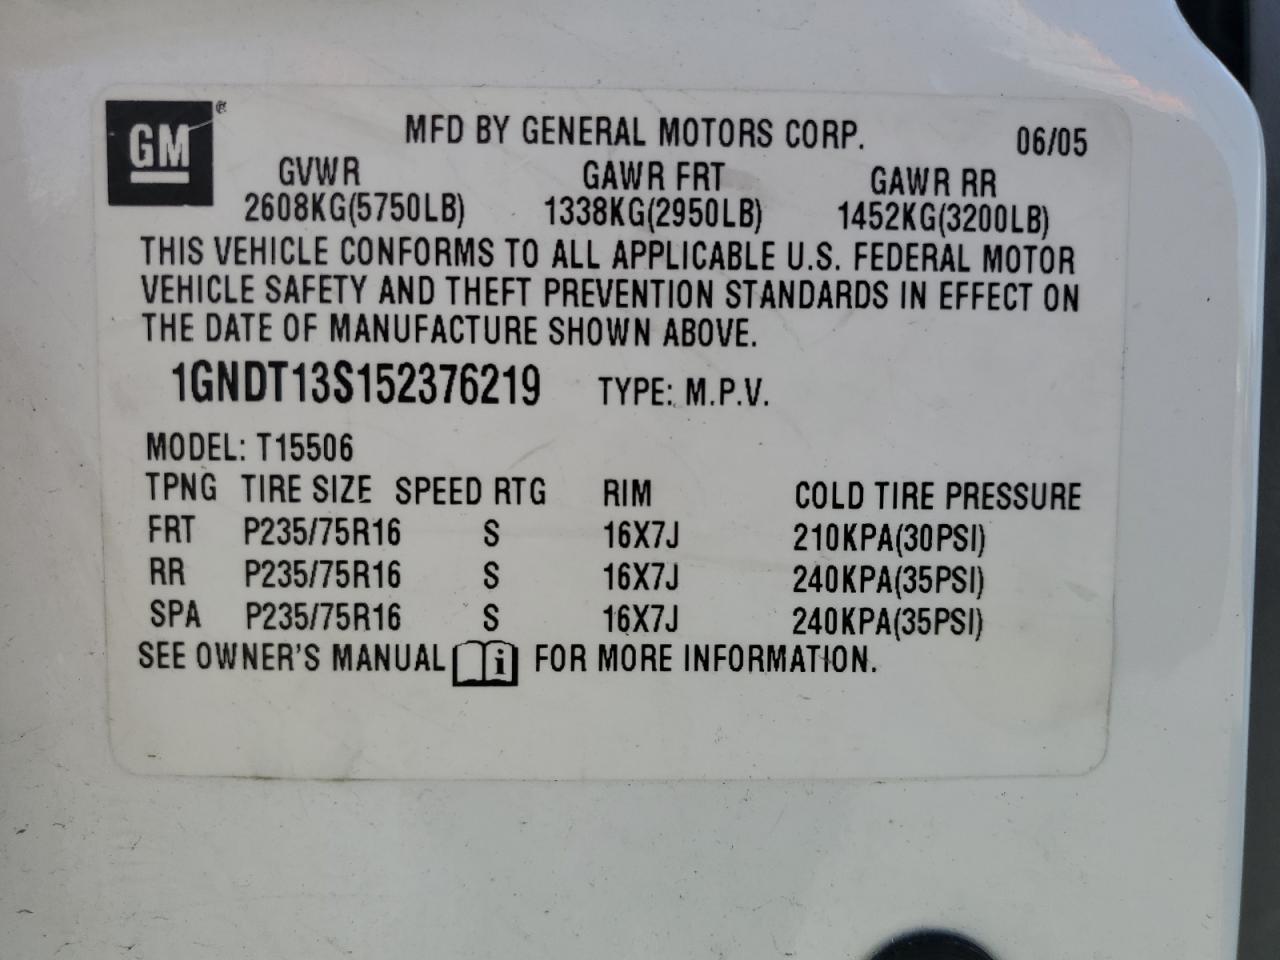 GM®
MFD BY GENERAL MOTORS CORP. 06/05
GVWR GAWR FRT GAWR RR
2608KG(5750LB) 1338KG(2950LB) 1452KG(3200LB)
THIS VEHICLE CONFORMS TO ALL APPLICABLE U.S. FEDERAL MOTOR
VEHICLE SAFETY AND THEFT PREVENTION STANDARDS IN EFFECT ON
THE DATE OF MANUFACTURE SHOWN ABOVE.
1GNDT13S152376219 TYPE: M.P.V.
MODEL: T15506
TPNG TIRE SIZE SPEED RTG RIM COLD TIRE PRESSURE
FRT P235/75R16 S 16X7J 210KPA(30PSI)
RR P235/75R16 S 16X7J 240KPA(35PSI)
SPA P235/75R16 S 16X7J 240KPA(35PSI)
SEE OWNER'S MANUAL i FOR MORE INFORMATION.